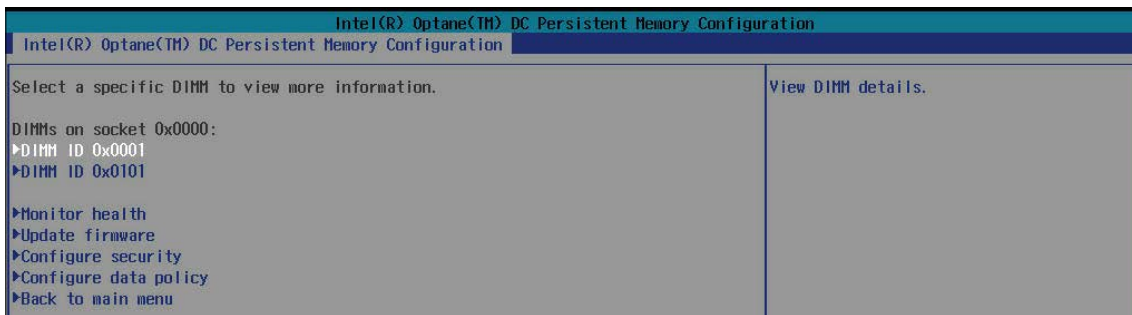 Intel(R) Optane(TM) DC Persistent Memory Configuration
Intel(R) Optane(TM) DC Persistent Memory Configuration
Select a specific DIMM to view more information.
View DIMM details.
DIMMs on socket 0x0000:
▶DIMM ID 0x0001
▶DIMM ID 0x0101
▶Monitor health
▶Update firmware
▶Configure security
▶Configure data policy
▶Back to main menu